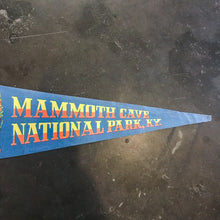 MAMMOTH CAVE
NATIONAL PARK, KY.